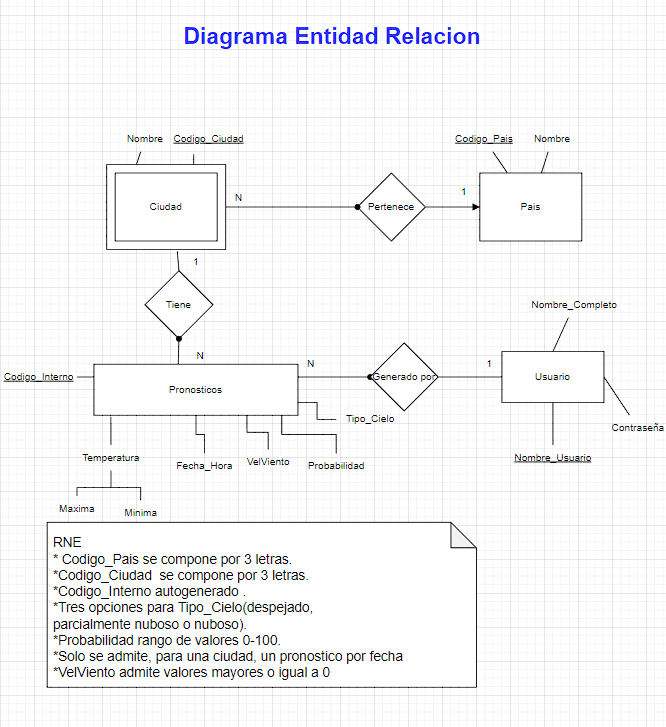 Diagrama Entidad Relacion
Nombre
Codigo_Ciudad
Codigo_Pais
Nombre
Ciudad
N
Pertenece
1
Pais
1
Tiene
Nombre_Completo
N
N
1
Codigo_Interno
Pronosticos
Generado por
Usuario
Tipo_Cielo
Contraseña
Temperatura
Fecha_Hora
VelViento
Probabilidad
Nombre_Usuario
Maxima
Minima
RNE
* Codigo_Pais se compone por 3 letras.
*Codigo_Ciudad se compone por 3 letras.
*Codigo_Interno autogenerado .
*Tres opciones para Tipo_Cielo(despejado,
parcialmente nuboso o nuboso).
*Probabilidad rango de valores 0-100.
*Solo se admite, para una ciudad, un pronostico por fecha
*VelViento admite valores mayores o igual a 0